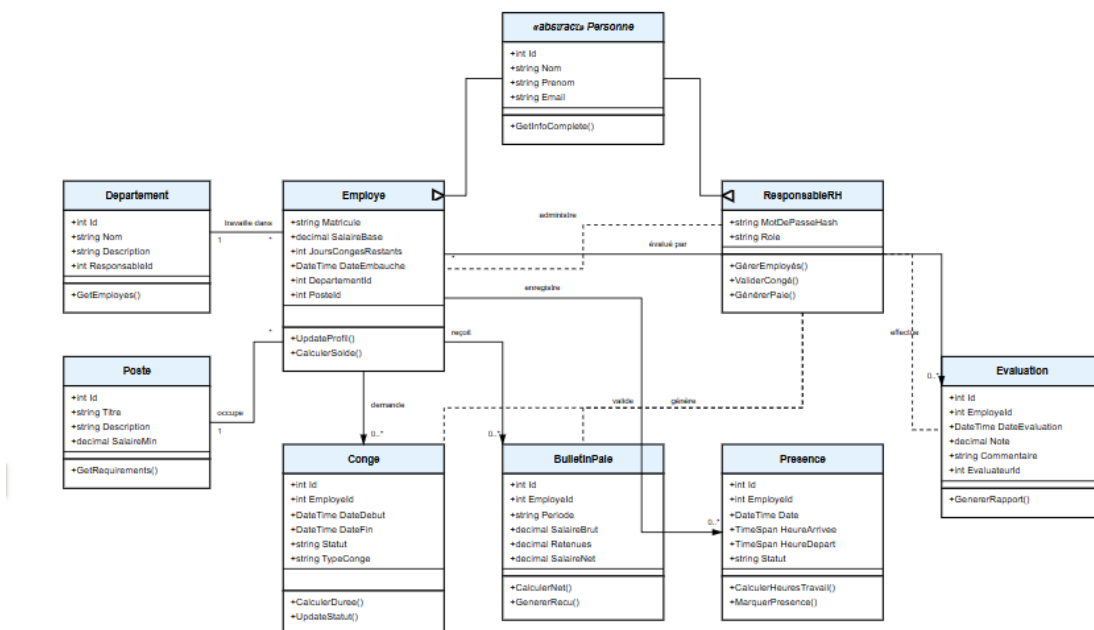 «abstract» Personne
+int Id
+string Nom
+string Prenom
+string Email
+GetInfoComplete()
Departement
+int Id
+string Nom
+string Description
+int ResponsableId
+GetEmployes()
travaille dans
1
*
Employe
+string Matricule
+decimal SalaireBase
+int JoursCongesRestants
+DateTime DateEmbauche
+int DepartementId
+int PosteId
+UpdateProfil()
+CalculerSolde()
administre
*
évalué par
enregistre
reçoit
ResponsableRH
+string MotDePasseHash
+string Role
+GérerEmployés()
+ValiderCongé()
+GénérerPaie()
effectue
0..*
Poste
+int Id
+string Titre
+string Description
+decimal SalaireMin
+GetRequirements()
*
occupe
1
demande
0..*
0..*
valide
génère
Evaluation
+int Id
+int EmployeId
+DateTime DateEvaluation
+decimal Note
+string Commentaire
+int EvaluateurId
+GenererRapport()
Conge
+int Id
+int EmployeId
+DateTime DateDebut
+DateTime DateFin
+string Statut
+string TypeConge
+CalculerDuree()
+UpdateStatut()
BulletinPaie
+int Id
+int EmployeId
+string Periode
+decimal SalaireBrut
+decimal Retenues
+decimal SalaireNet
+CalculerNet()
+GenererRecu()
0..*
Presence
+int Id
+int EmployeId
+DateTime Date
+TimeSpan HeureArrivee
+TimeSpan HeureDepart
+string Statut
+CalculerHeuresTravail()
+MarquerPresence()